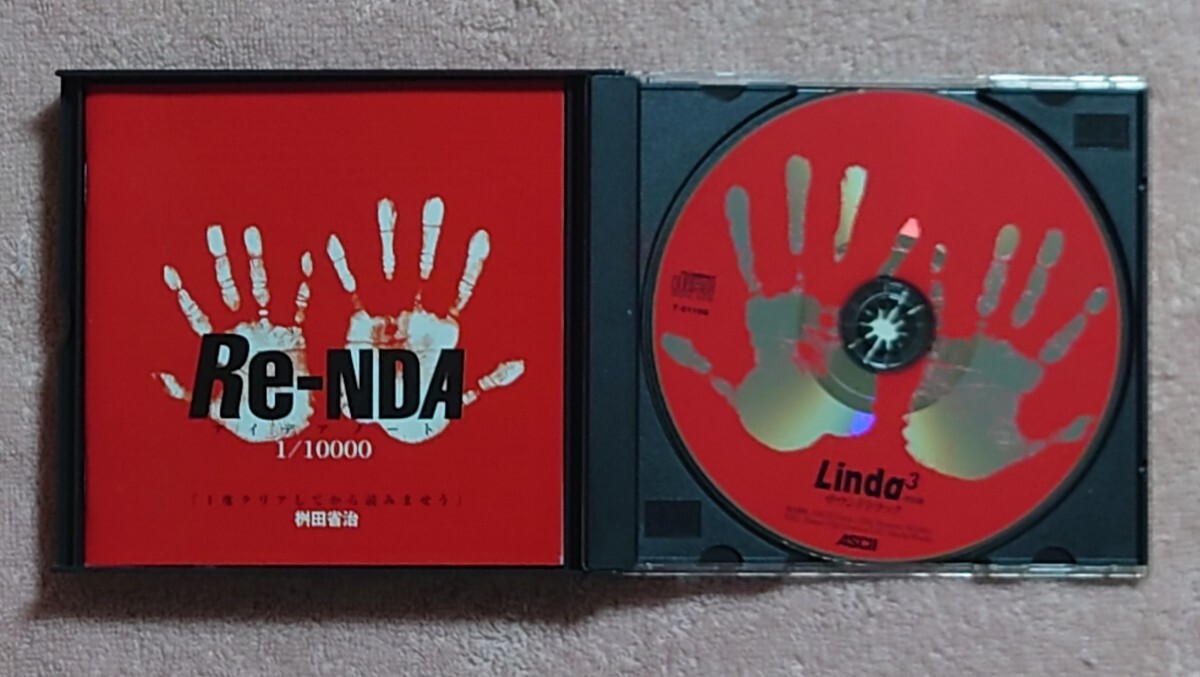 Re-NDA
アイデアノート
1/10000
「1度クリアしてから読みませう」
桝田省治
Linda³
サウンドトラック
ASCII